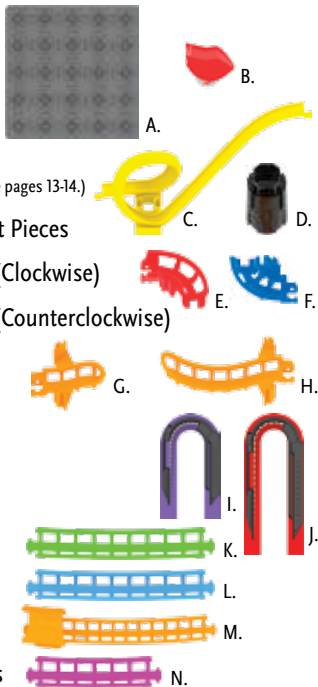 A.
B.
pages 13-14.)
C.
D.
t Pieces
(Clockwise)
E.
F.
(Counterclockwise)
G.
H.
I.
J.
K.
L.
M.
s
N.